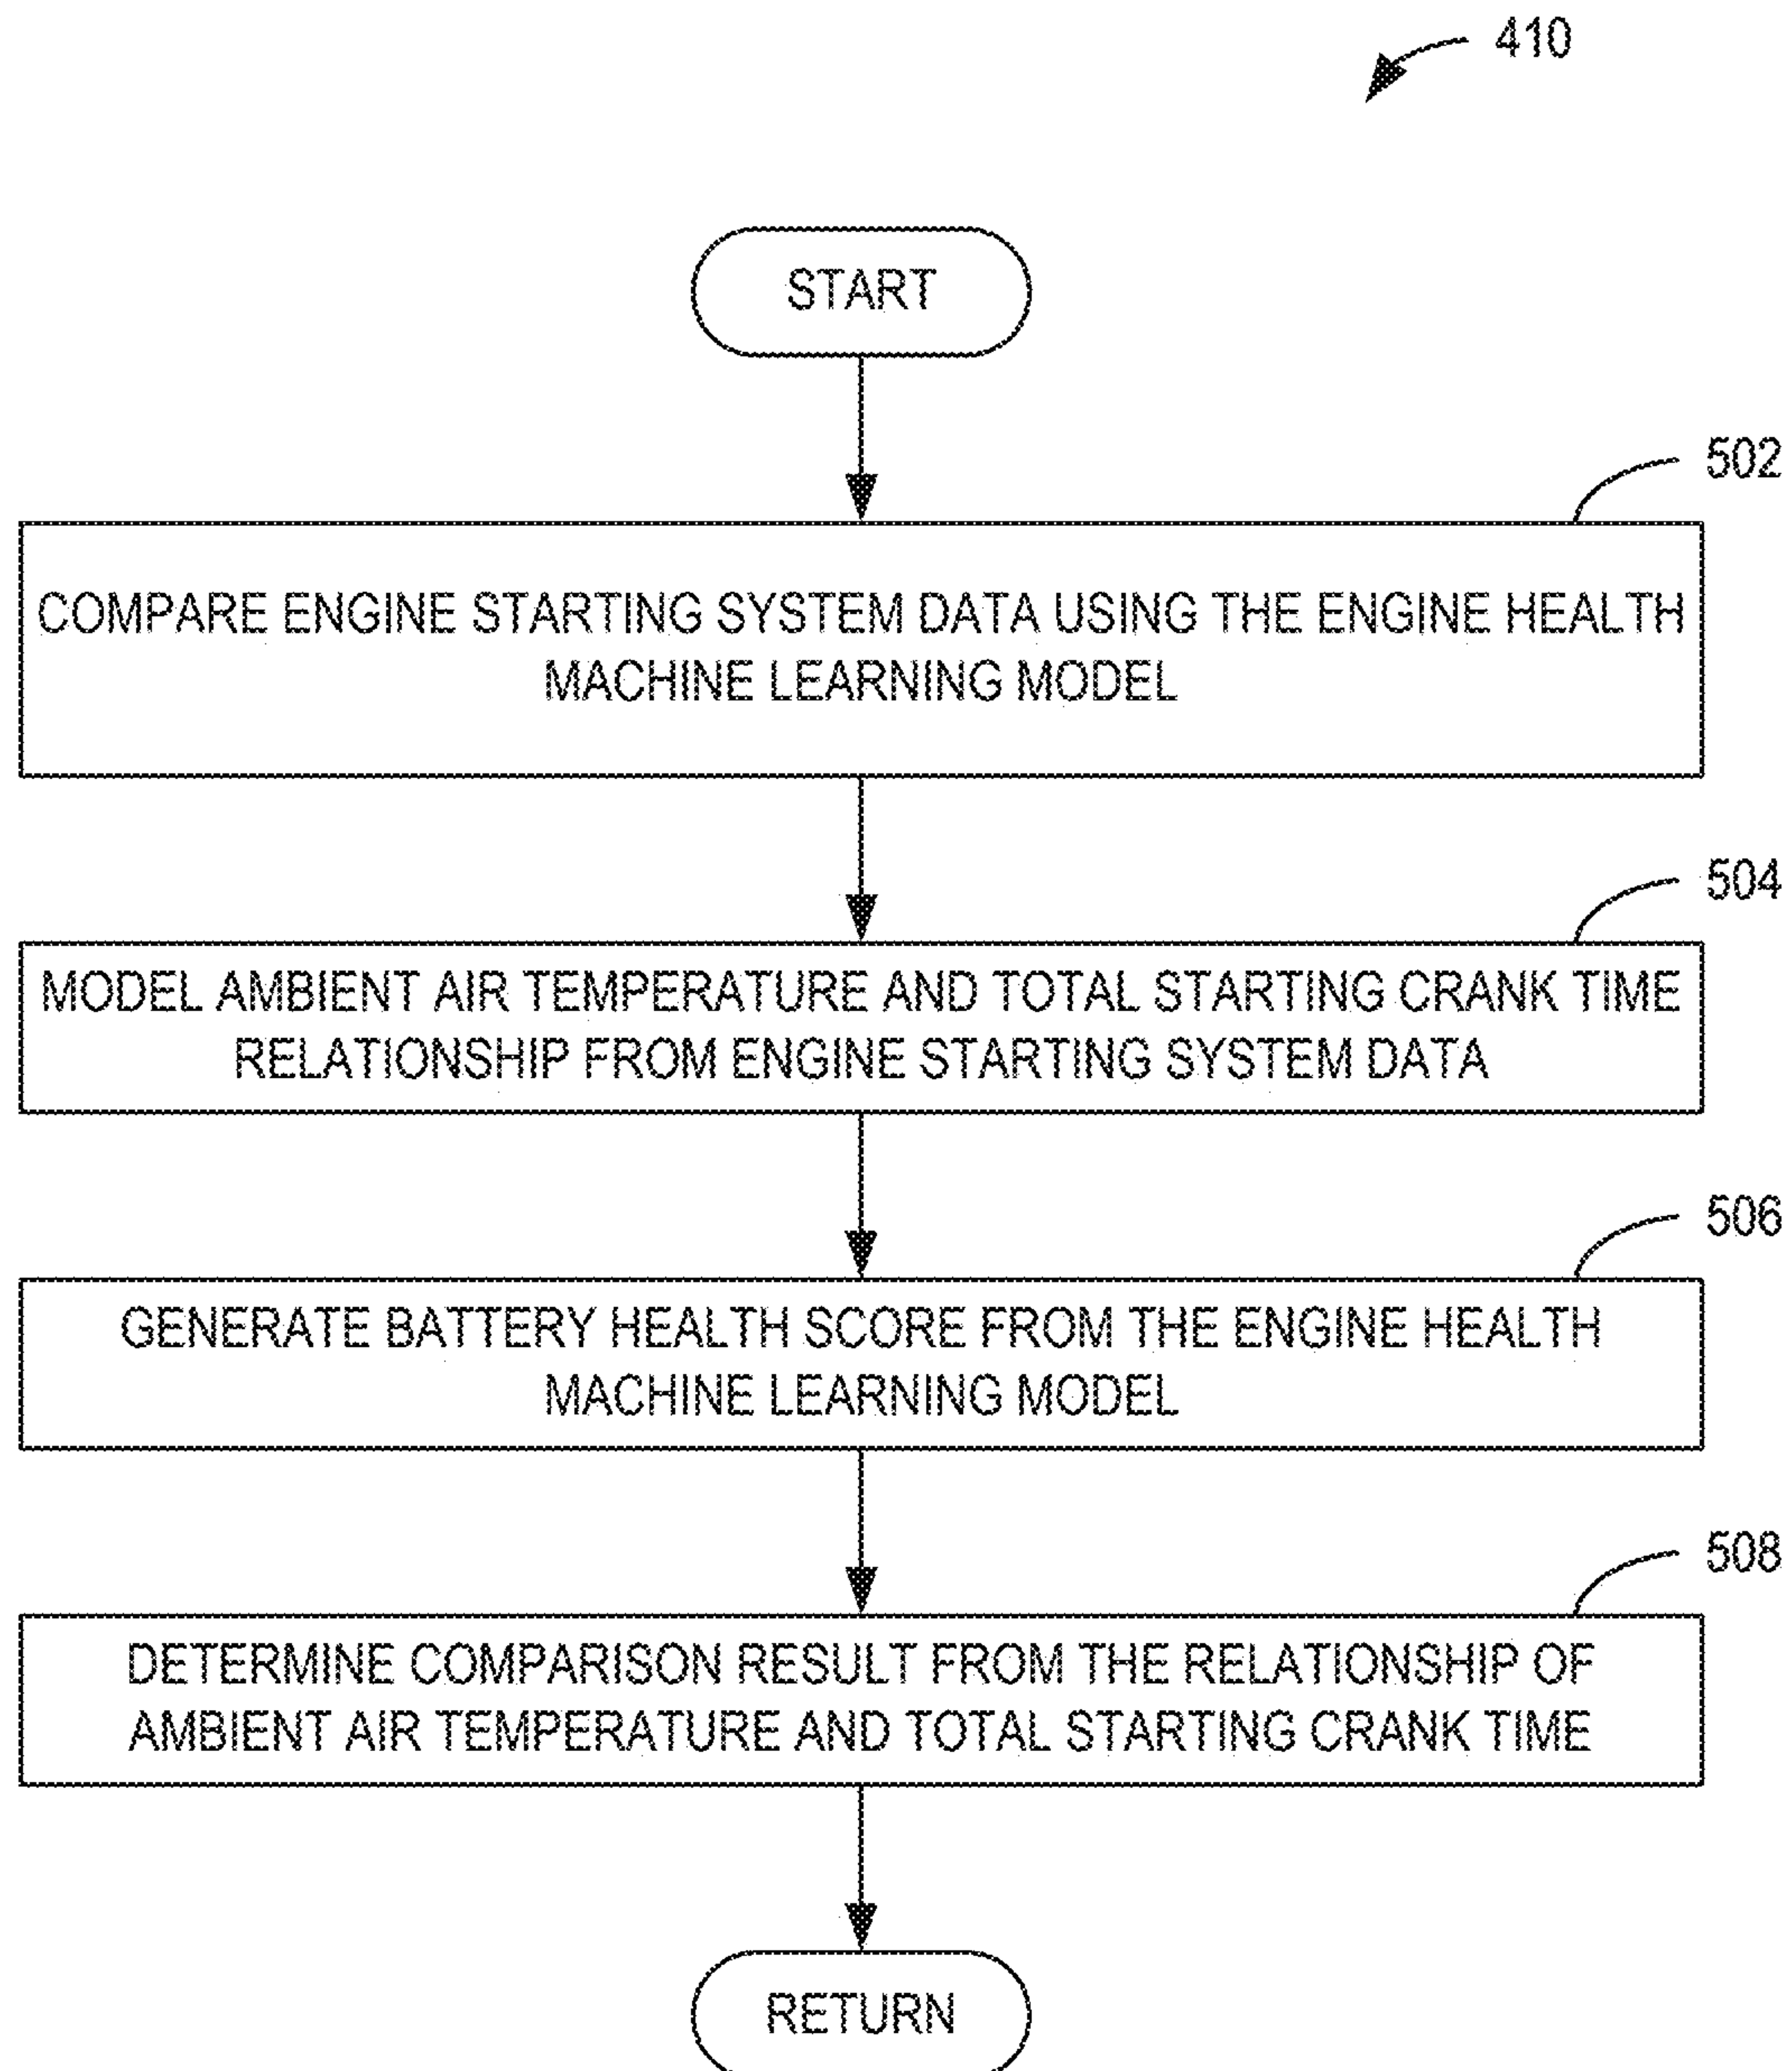 410
START
502
COMPARE ENGINE STARTING SYSTEM DATA USING THE ENGINE HEALTH
MACHINE LEARNING MODEL
504
MODEL AMBIENT AIR TEMPERATURE AND TOTAL STARTING CRANK TIME
RELATIONSHIP FROM ENGINE STARTING SYSTEM DATA
506
GENERATE BATTERY HEALTH SCORE FROM THE ENGINE HEALTH
MACHINE LEARNING MODEL
508
DETERMINE COMPARISON RESULT FROM THE RELATIONSHIP OF
AMBIENT AIR TEMPERATURE AND TOTAL STARTING CRANK TIME
RETURN